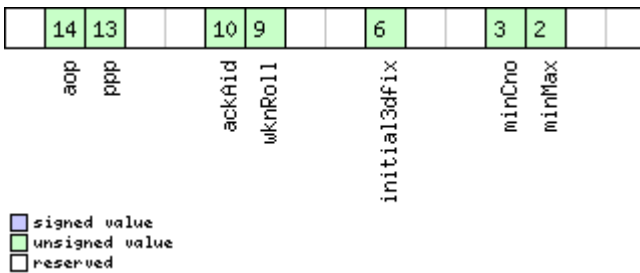 14 13 10 9 6 3 2
aop
ppp
ackAid
wknRoll
initial3dfix
minCno
minMax
signed value
unsigned value
reserved